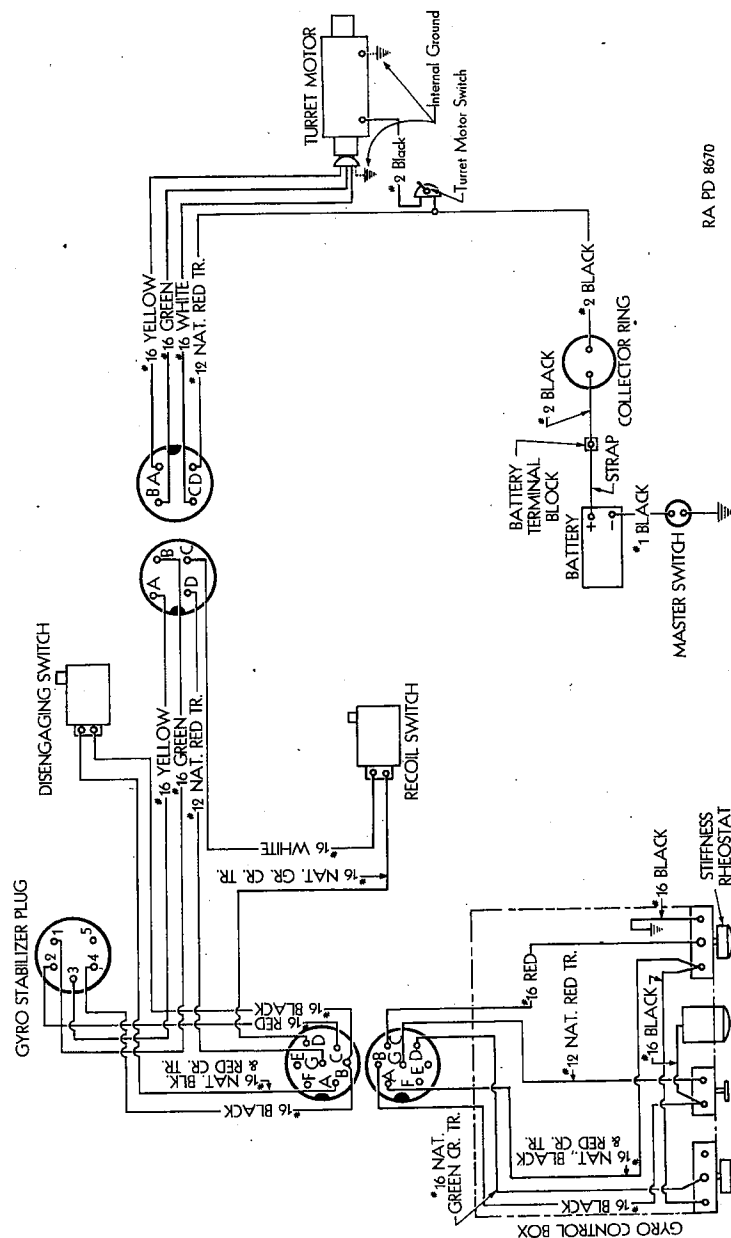 GYRO STABILIZER PLUG
2
1
3
4
5
DISENGAGING SWITCH
TURRET MOTOR
Internal Ground
#2 Black
Turret Motor Switch
#16 YELLOW
#16 GREEN
#16 WHITE
#12 NAT. RED TR.
B A
C D
A
B
D
C
#16 YELLOW
#16 GREEN
#12 NAT. RED TR.
RECOIL SWITCH
#16 WHITE
#16 NAT. GR. CR. TR.
#16 BLACK
#16 RED
#16 NAT. BLK.
& RED CR. TR.
#16 BLACK
E
F
G
D
A
B
C
B
A
G
C
F
E
D
#16 NAT.
GREEN CR. TR.
#16 NAT., BLACK
& RED CR. TR.
#16 BLACK
#12 NAT. RED TR.
#16 RED
#16 BLACK
#16 BLACK
STIFFNESS
RHEOSTAT
GYRO CONTROL BOX
BATTERY
+
-
#1 BLACK
MASTER SWITCH
BATTERY
TERMINAL
BLOCK
STRAP
#2 BLACK
COLLECTOR RING
#2 BLACK
RA PD 8670